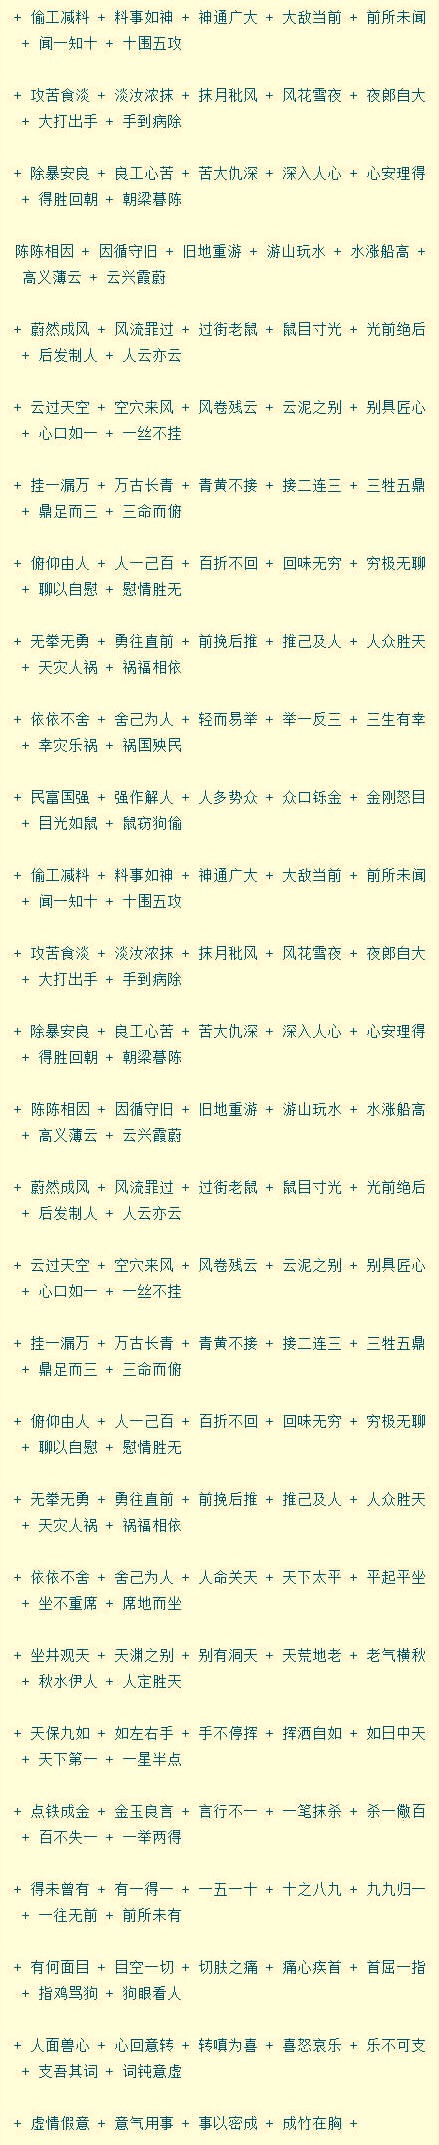 + 偷工减料 + 料事如神 + 神通广大 + 大敌当前 + 前所未闻
+ 闻一知十 + 十围五攻
+ 攻苦食淡 + 淡汝浓抹 + 抹月秕风 + 风花雪夜 + 夜郎自大
+ 大打出手 + 手到病除
+ 除暴安良 + 良工心苦 + 苦大仇深 + 深入人心 + 心安理得
+ 得胜回朝 + 朝梁暮陈
陈陈相因 + 因循守旧 + 旧地重游 + 游山玩水 + 水涨船高 +
高义薄云 + 云兴霞蔚
+ 蔚然成风 + 风流罪过 + 过街老鼠 + 鼠目寸光 + 光前绝后
+ 后发制人 + 人云亦云
+ 云过天空 + 空穴来风 + 风卷残云 + 云泥之别 + 别具匠心
+ 心口如一 + 一丝不挂
+ 挂一漏万 + 万古长青 + 青黄不接 + 接二连三 + 三牲五鼎
+ 鼎足而三 + 三命而俯
+ 俯仰由人 + 人一己百 + 百折不回 + 回味无穷 + 穷极无聊
+ 聊以自慰 + 慰情胜无
+ 无拳无勇 + 勇往直前 + 前挽后推 + 推己及人 + 人众胜天
+ 天灾人祸 + 祸福相依
+ 依依不舍 + 舍己为人 + 轻而易举 + 举一反三 + 三生有幸
+ 幸灾乐祸 + 祸国殃民
+ 民富国强 + 强作解人 + 人多势众 + 众口铄金 + 金刚怒目
+ 目光如鼠 + 鼠窃狗偷
+ 偷工减料 + 料事如神 + 神通广大 + 大敌当前 + 前所未闻
+ 闻一知十 + 十围五攻
+ 攻苦食淡 + 淡汝浓抹 + 抹月秕风 + 风花雪夜 + 夜郎自大
+ 大打出手 + 手到病除
+ 除暴安良 + 良工心苦 + 苦大仇深 + 深入人心 + 心安理得
+ 得胜回朝 + 朝梁暮陈
+ 陈陈相因 + 因循守旧 + 旧地重游 + 游山玩水 + 水涨船高
+ 高义薄云 + 云兴霞蔚
+ 蔚然成风 + 风流罪过 + 过街老鼠 + 鼠目寸光 + 光前绝后
+ 后发制人 + 人云亦云
+ 云过天空 + 空穴来风 + 风卷残云 + 云泥之别 + 别具匠心
+ 心口如一 + 一丝不挂
+ 挂一漏万 + 万古长青 + 青黄不接 + 接二连三 + 三牲五鼎
+ 鼎足而三 + 三命而俯
+ 俯仰由人 + 人一己百 + 百折不回 + 回味无穷 + 穷极无聊
+ 聊以自慰 + 慰情胜无
+ 无拳无勇 + 勇往直前 + 前挽后推 + 推己及人 + 人众胜天
+ 天灾人祸 + 祸福相依
+ 依依不舍 + 舍己为人 + 人命关天 + 天下太平 + 平起平坐
+ 坐不重席 + 席地而坐
+ 坐井观天 + 天渊之别 + 别有洞天 + 天荒地老 + 老气横秋
+ 秋水伊人 + 人定胜天
+ 天保九如 + 如左右手 + 手不停挥 + 挥洒自如 + 如日中天
+ 天下第一 + 一星半点
+ 点铁成金 + 金玉良言 + 言行不一 + 一笔抹杀 + 杀一儆百
+ 百不失一 + 一举两得
+ 得未曾有 + 有一得一 + 一五一十 + 十之八九 + 九九归一
+ 一往无前 + 前所未有
+ 有何面目 + 目空一切 + 切肤之痛 + 痛心疾首 + 首屈一指
+ 指鸡骂狗 + 狗眼看人
+ 人面兽心 + 心回意转 + 转嗔为喜 + 喜怒哀乐 + 乐不可支
+ 支吾其词 + 词钝意虚
+ 虚情假意 + 意气用事 + 事以密成 + 成竹在胸 +